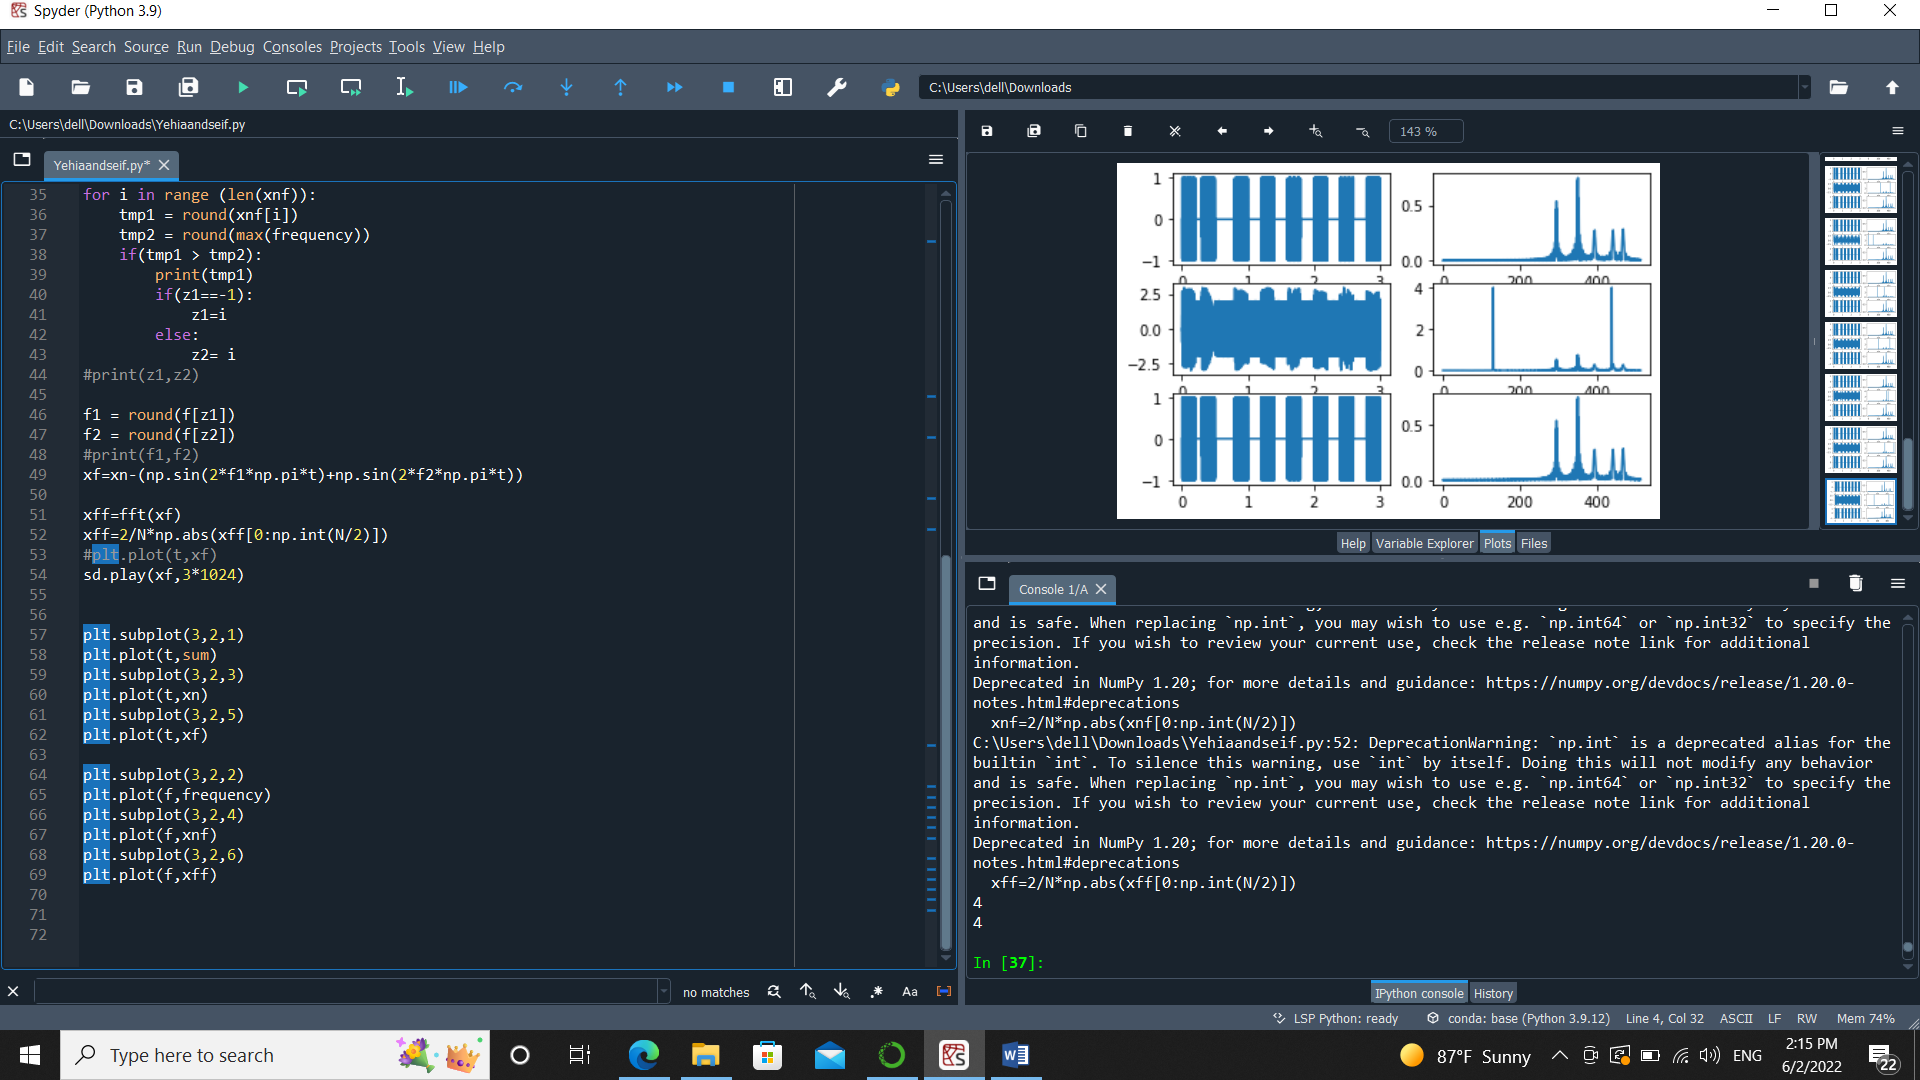 Spyder (Python 3.9)
File Edit Search Source Run Debug Consoles Projects Tools View Help
C:\Users\dell\Downloads
C:\Users\dell\Downloads\Yehiaandseif.py
Yehiaandseif.py*
35 for i in range (len(xnf)):
36 tmp1 = round(xnf[i])
37 tmp2 = round(max(frequency))
38 if(tmp1 > tmp2):
39 print(tmp1)
40 if(z1==-1):
41 z1=i
42 else:
43 z2= i
44 #print(z1,z2)
45
46 f1 = round(f[z1])
47 f2 = round(f[z2])
48 #print(f1,f2)
49 xf=xn-(np.sin(2*f1*np.pi*t)+np.sin(2*f2*np.pi*t))
50
51 xff=fft(xf)
52 xff=2/N*np.abs(xff[0:np.int(N/2)])
53 #plt.plot(t,xf)
54 sd.play(xf,3*1024)
55
56
57 plt.subplot(3,2,1)
58 plt.plot(t,sum)
59 plt.subplot(3,2,3)
60 plt.plot(t,xn)
61 plt.subplot(3,2,5)
62 plt.plot(t,xf)
63
64 plt.subplot(3,2,2)
65 plt.plot(f,frequency)
66 plt.subplot(3,2,4)
67 plt.plot(f,xnf)
68 plt.subplot(3,2,6)
69 plt.plot(f,xff)
70
71
72
no matches
Aa
143 %
1
0
−1
0.5
0.0
2.5
0.0
−2.5
0 1 2 3
4
2
0
0 200 400
1
0
−1
0 1 2 3
0.5
0.0
0 200 400
Help Variable Explorer Plots Files
Console 1/A
and is safe. When replacing `np.int`, you may wish to use e.g. `np.int64` or `np.int32` to specify the
precision. If you wish to review your current use, check the release note link for additional
information.
Deprecated in NumPy 1.20; for more details and guidance: https://numpy.org/devdocs/release/1.20.0-
notes.html#deprecations
xnf=2/N*np.abs(xnf[0:np.int(N/2)])
C:\Users\dell\Downloads\Yehiaandseif.py:52: DeprecationWarning: `np.int` is a deprecated alias for the
builtin `int`. To silence this warning, use `int` by itself. Doing this will not modify any behavior
and is safe. When replacing `np.int`, you may wish to use e.g. `np.int64` or `np.int32` to specify the
precision. If you wish to review your current use, check the release note link for additional
information.
Deprecated in NumPy 1.20; for more details and guidance: https://numpy.org/devdocs/release/1.20.0-
notes.html#deprecations
xff=2/N*np.abs(xff[0:np.int(N/2)])
4
4
In [37]:
IPython console History
LSP Python: ready conda: base (Python 3.9.12) Line 4, Col 32 ASCII LF RW Mem 74%
Type here to search
87°F Sunny
ENG
2:15 PM
6/2/2022
22